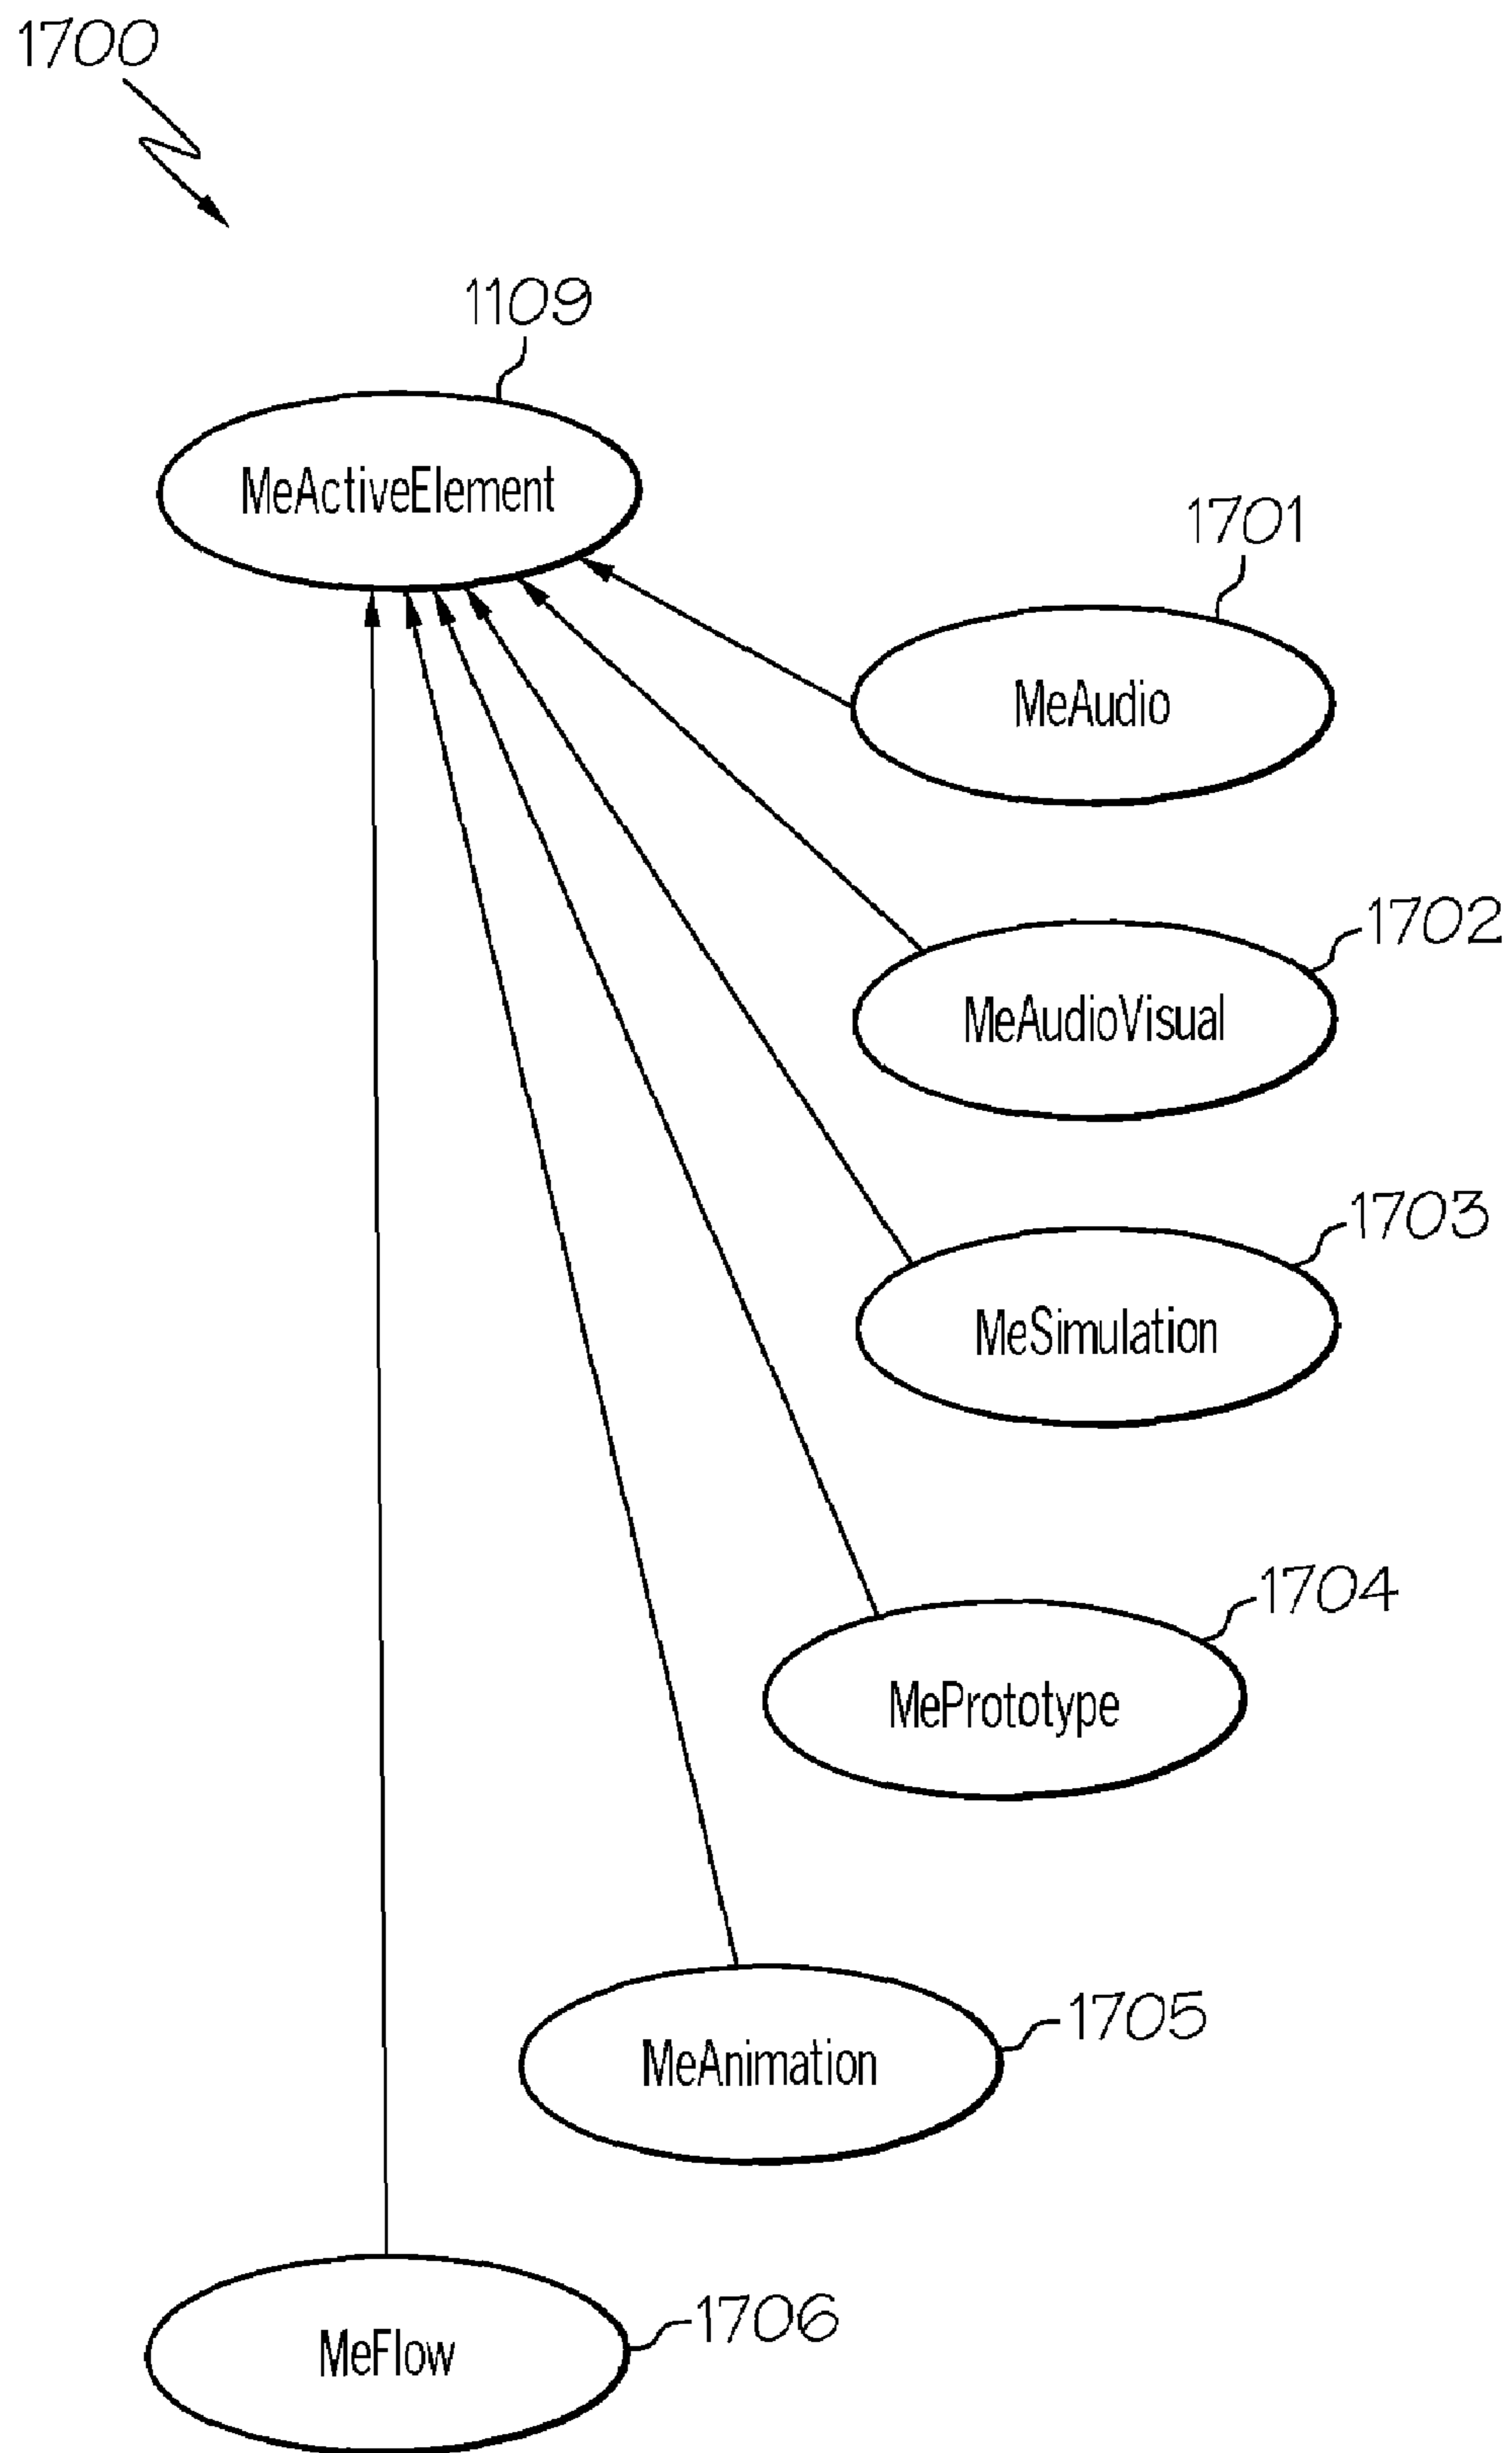 1700
1109
MeActiveElement
1701
MeAudio
1702
MeAudioVisual
1703
MeSimulation
1704
MePrototype
1705
MeAnimation
1706
MeFlow